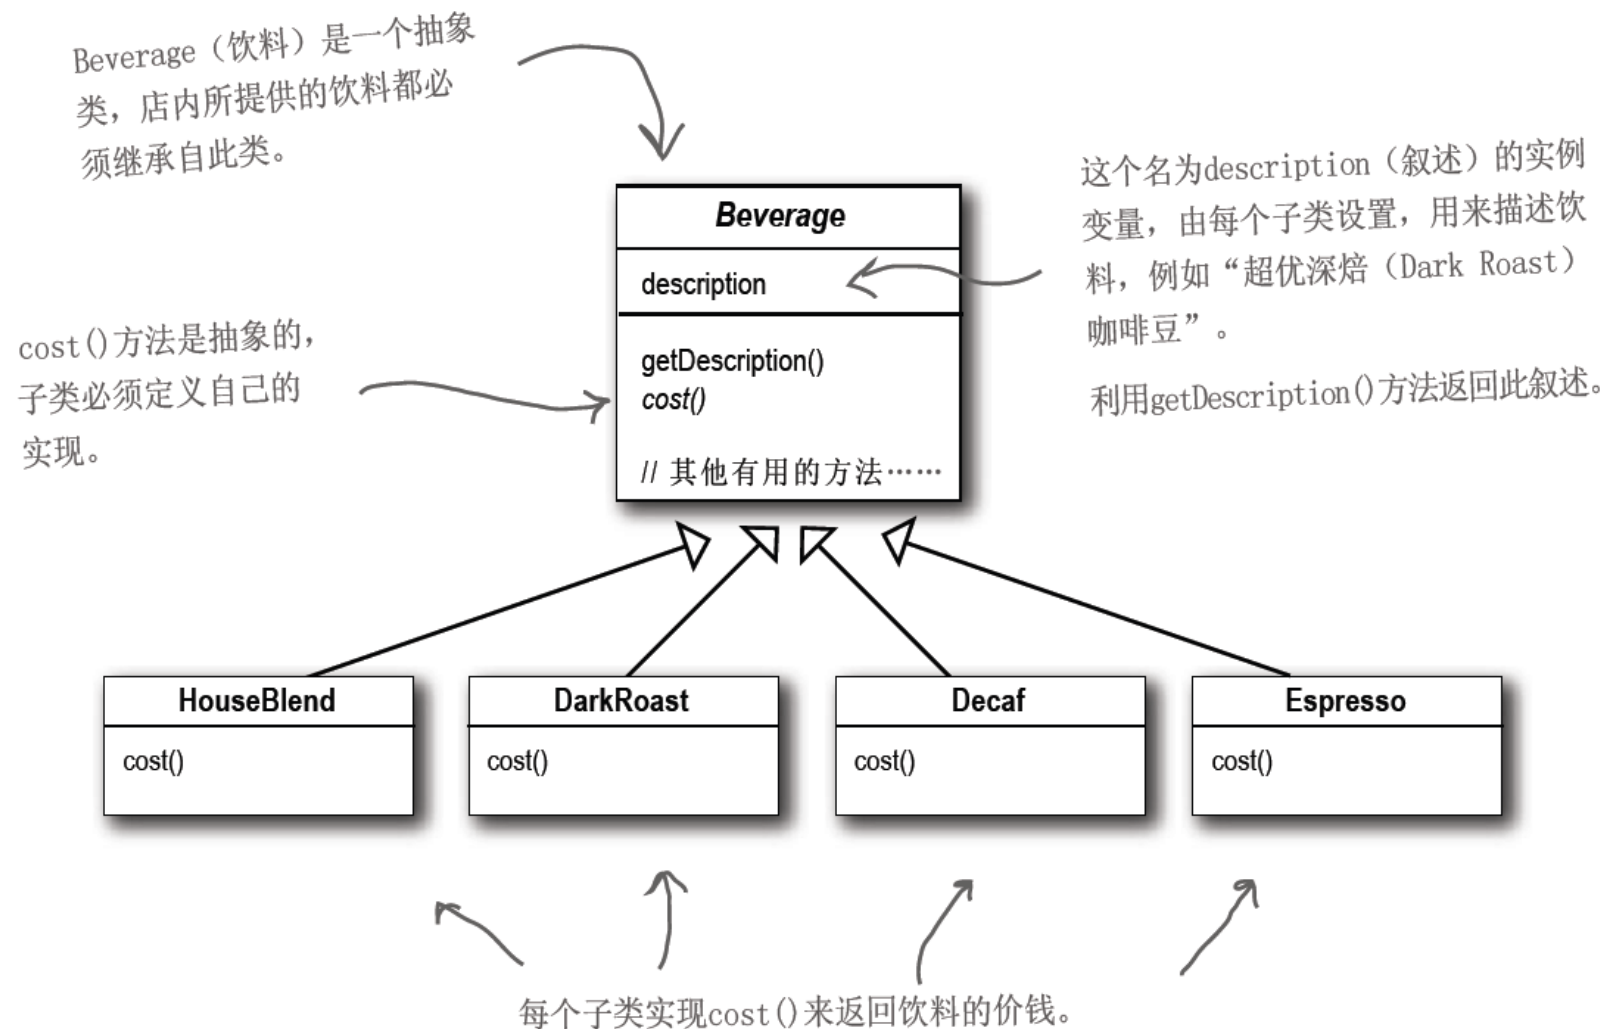 Beverage（饮料）是一个抽象
类，店内所提供的饮料都必
须继承自此类。
Beverage
description
getDescription()
cost()
// 其他有用的方法……
这个名为description（叙述）的实例
变量，由每个子类设置，用来描述饮
料，例如“超优深焙（Dark Roast）
咖啡豆”。
利用getDescription()方法返回此叙述。
cost()方法是抽象的，
子类必须定义自己的
实现。
HouseBlend
cost()
DarkRoast
cost()
Decaf
cost()
Espresso
cost()
每个子类实现cost()来返回饮料的价钱。